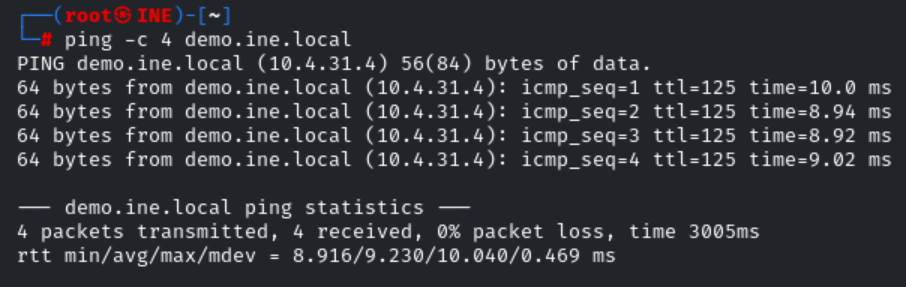 ┌──(root㉿INE)-[~]
└─# ping -c 4 demo.ine.local
PING demo.ine.local (10.4.31.4) 56(84) bytes of data.
64 bytes from demo.ine.local (10.4.31.4): icmp_seq=1 ttl=125 time=10.0 ms
64 bytes from demo.ine.local (10.4.31.4): icmp_seq=2 ttl=125 time=8.94 ms
64 bytes from demo.ine.local (10.4.31.4): icmp_seq=3 ttl=125 time=8.92 ms
64 bytes from demo.ine.local (10.4.31.4): icmp_seq=4 ttl=125 time=9.02 ms
--- demo.ine.local ping statistics ---
4 packets transmitted, 4 received, 0% packet loss, time 3005ms
rtt min/avg/max/mdev = 8.916/9.230/10.040/0.469 ms